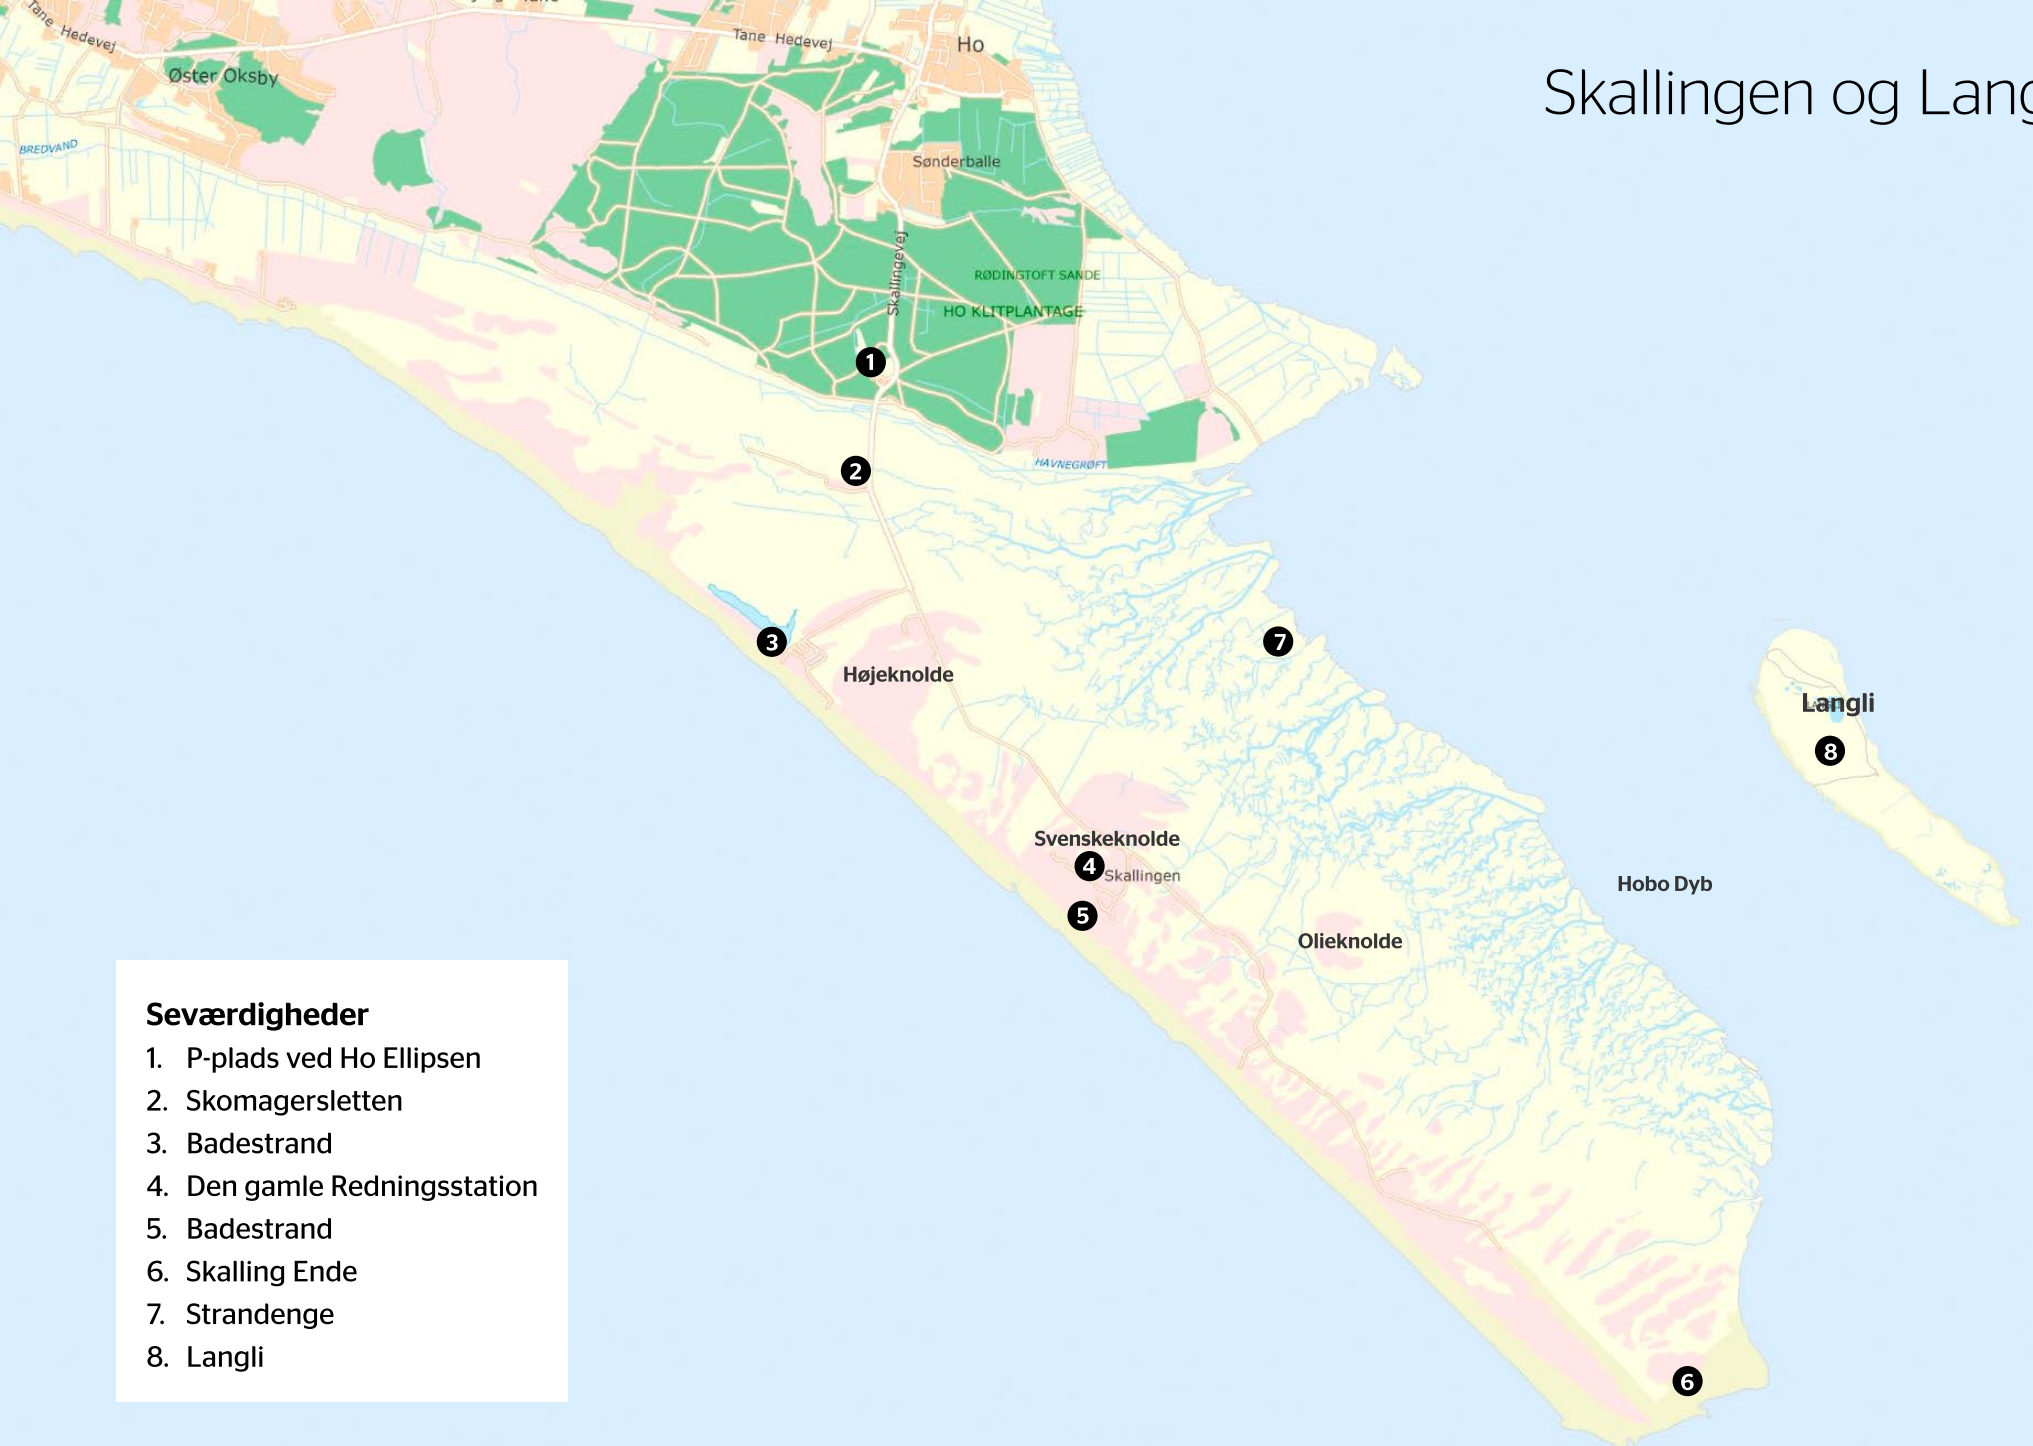 Tane Hedevej
Tane Hedevej
Ho
Øster Oksby
Skallingen og Lang
BREDVAND
Sønderballe
Skallingevej
RØDINGTOFT SANDE
HO KLITPLANTAGE
1
HAVNEGRØFT
2
3
7
Højeknolde
Langli
8
Svenskeknolde
4
Skallingen
Hobo Dyb
5
Olieknolde
Seværdigheder
1. P-plads ved Ho Ellipsen
2. Skomagersletten
3. Badestrand
4. Den gamle Redningsstation
5. Badestrand
6. Skalling Ende
7. Strandenge
8. Langli
6